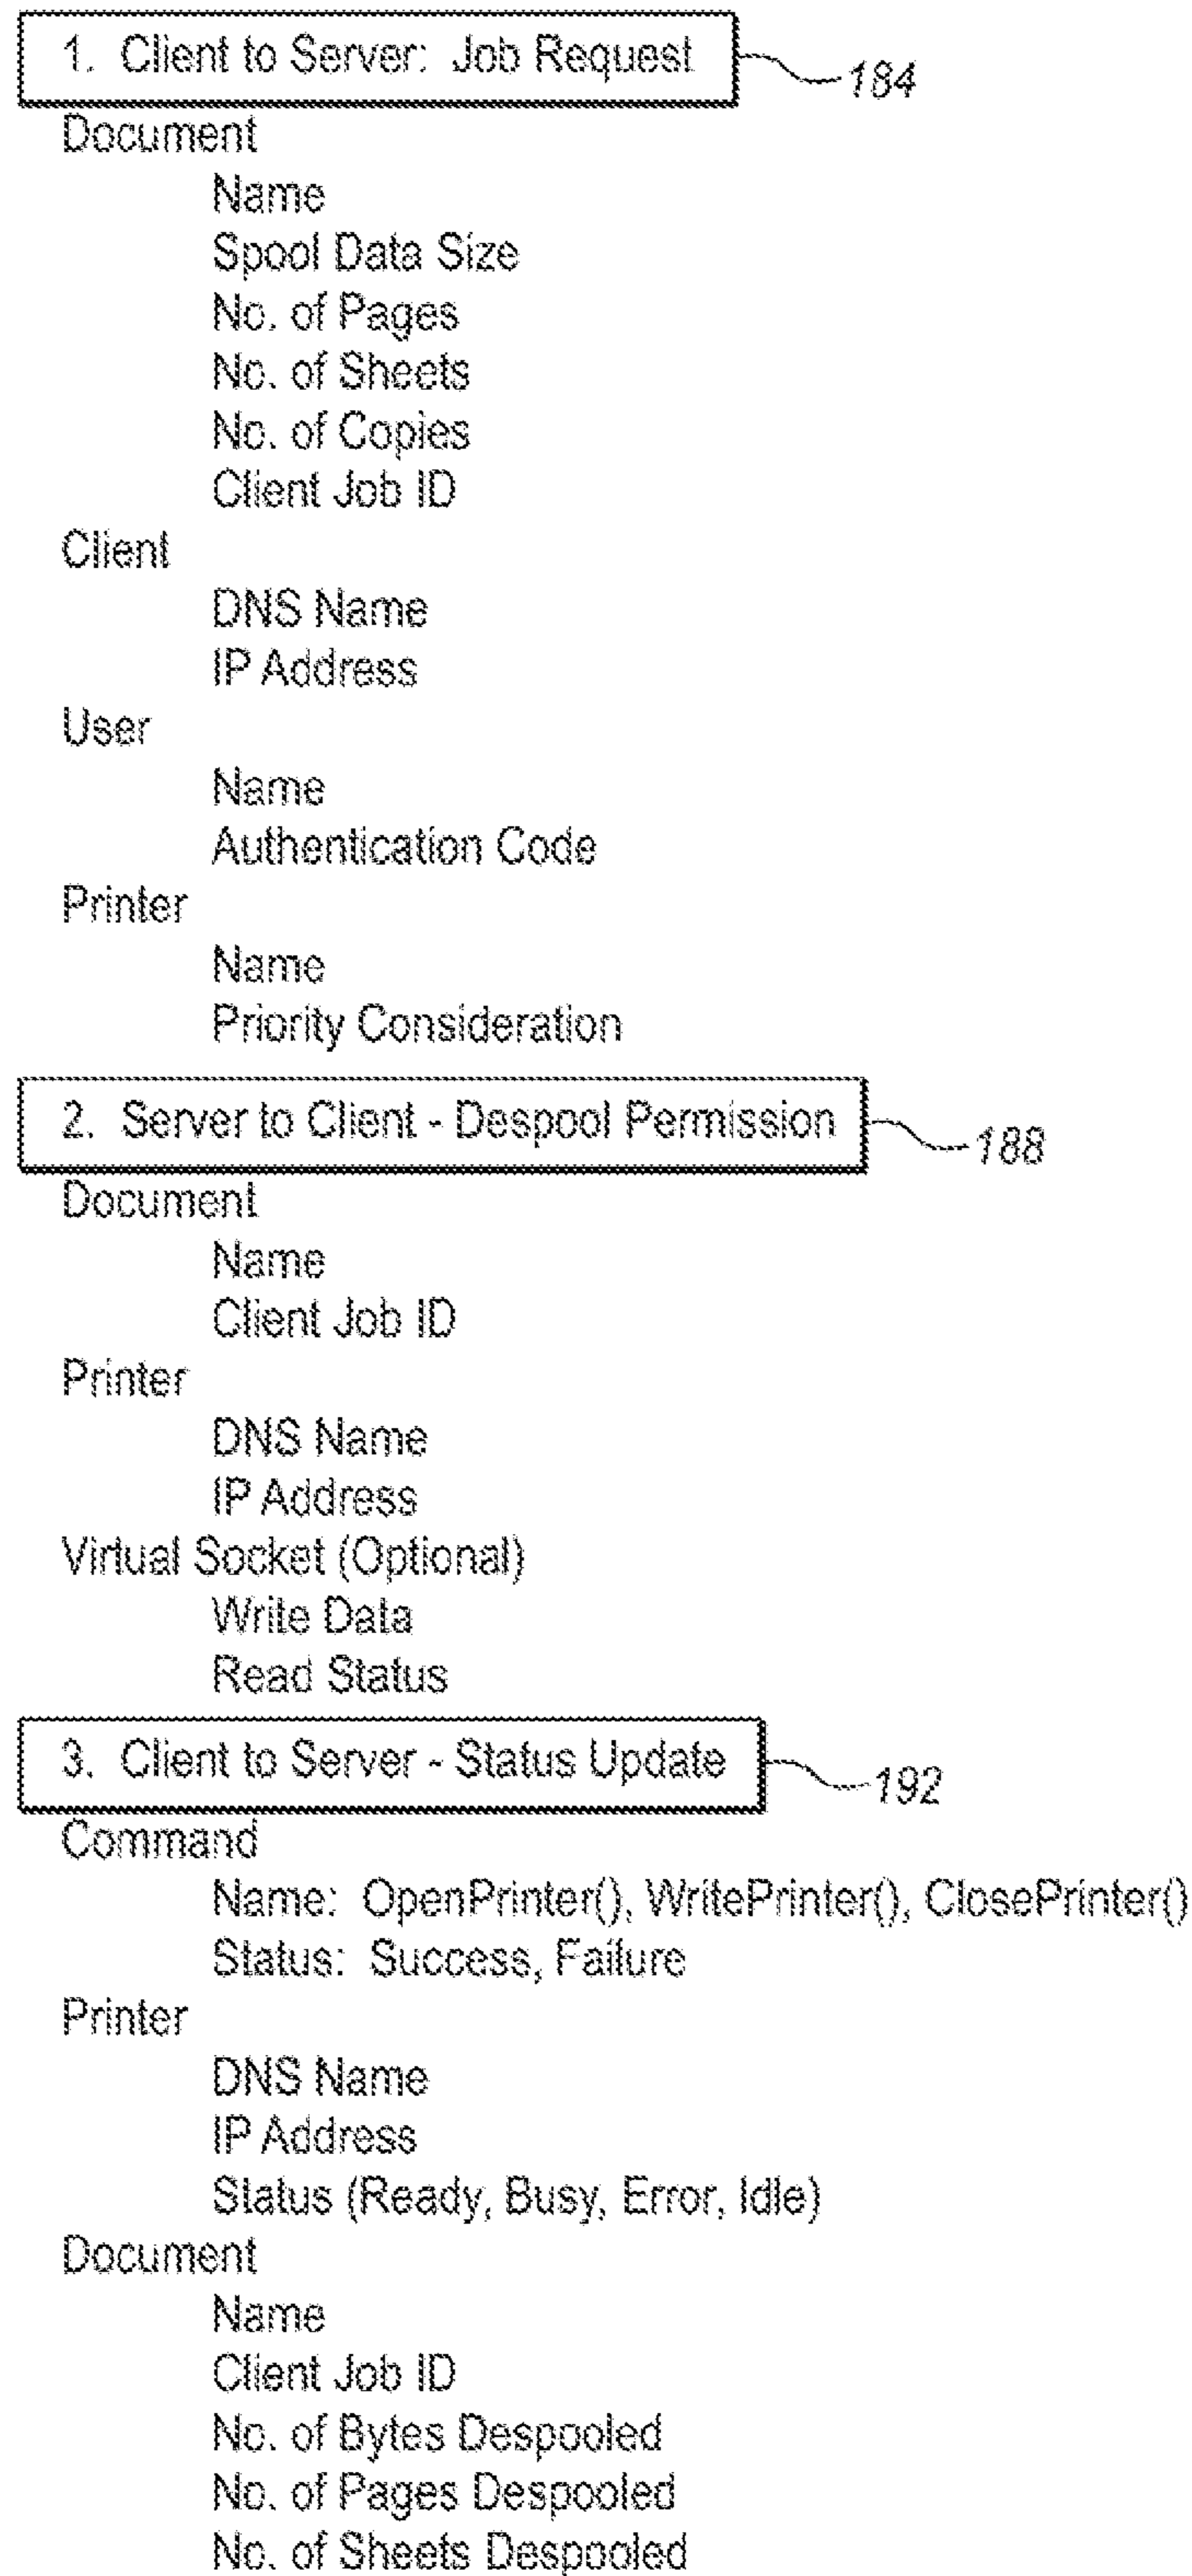 1. Client to Server: Job Request
184
Document
Name
Spool Data Size
No. of Pages
No. of Sheets
No. of Copies
Client Job ID
Client
DNS Name
IP Address
User
Name
Authentication Code
Printer
Name
Priority Consideration
2. Server to Client - Despool Permission
188
Document
Name
Client Job ID
Printer
DNS Name
IP Address
Virtual Socket (Optional)
Write Data
Read Status
3. Client to Server - Status Update
192
Command
Name: OpenPrinter(), WritePrinter(), ClosePrinter()
Status: Success, Failure
Printer
DNS Name
IP Address
Status (Ready, Busy, Error, Idle)
Document
Name
Client Job ID
No. of Bytes Despooled
No. of Pages Despooled
No. of Sheets Despooled